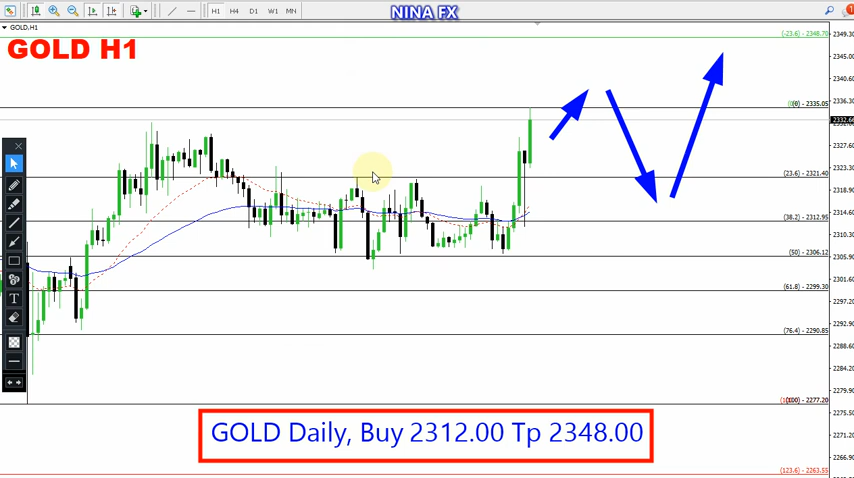 H1 H4 D1 W1 MN
NINA FX
GOLD,H1
GOLD H1
(-23.6) - 2348.70
2349.30
2345.00
2340.60
2336.30
(0) - 2335.05
2332.66
2327.60
2323.30
(23.6) - 2321.40
2318.90
2314.60
(38.2) - 2312.95
2310.30
(50) - 2306.12
2305.90
2301.60
(61.8) - 2299.30
2297.20
2292.90
(76.4) - 2290.85
2288.60
2284.20
2279.90
(100) - 2277.20
2275.50
2271.20
2266.90
(123.6) - 2263.55
T
GOLD Daily, Buy 2312.00 Tp 2348.00